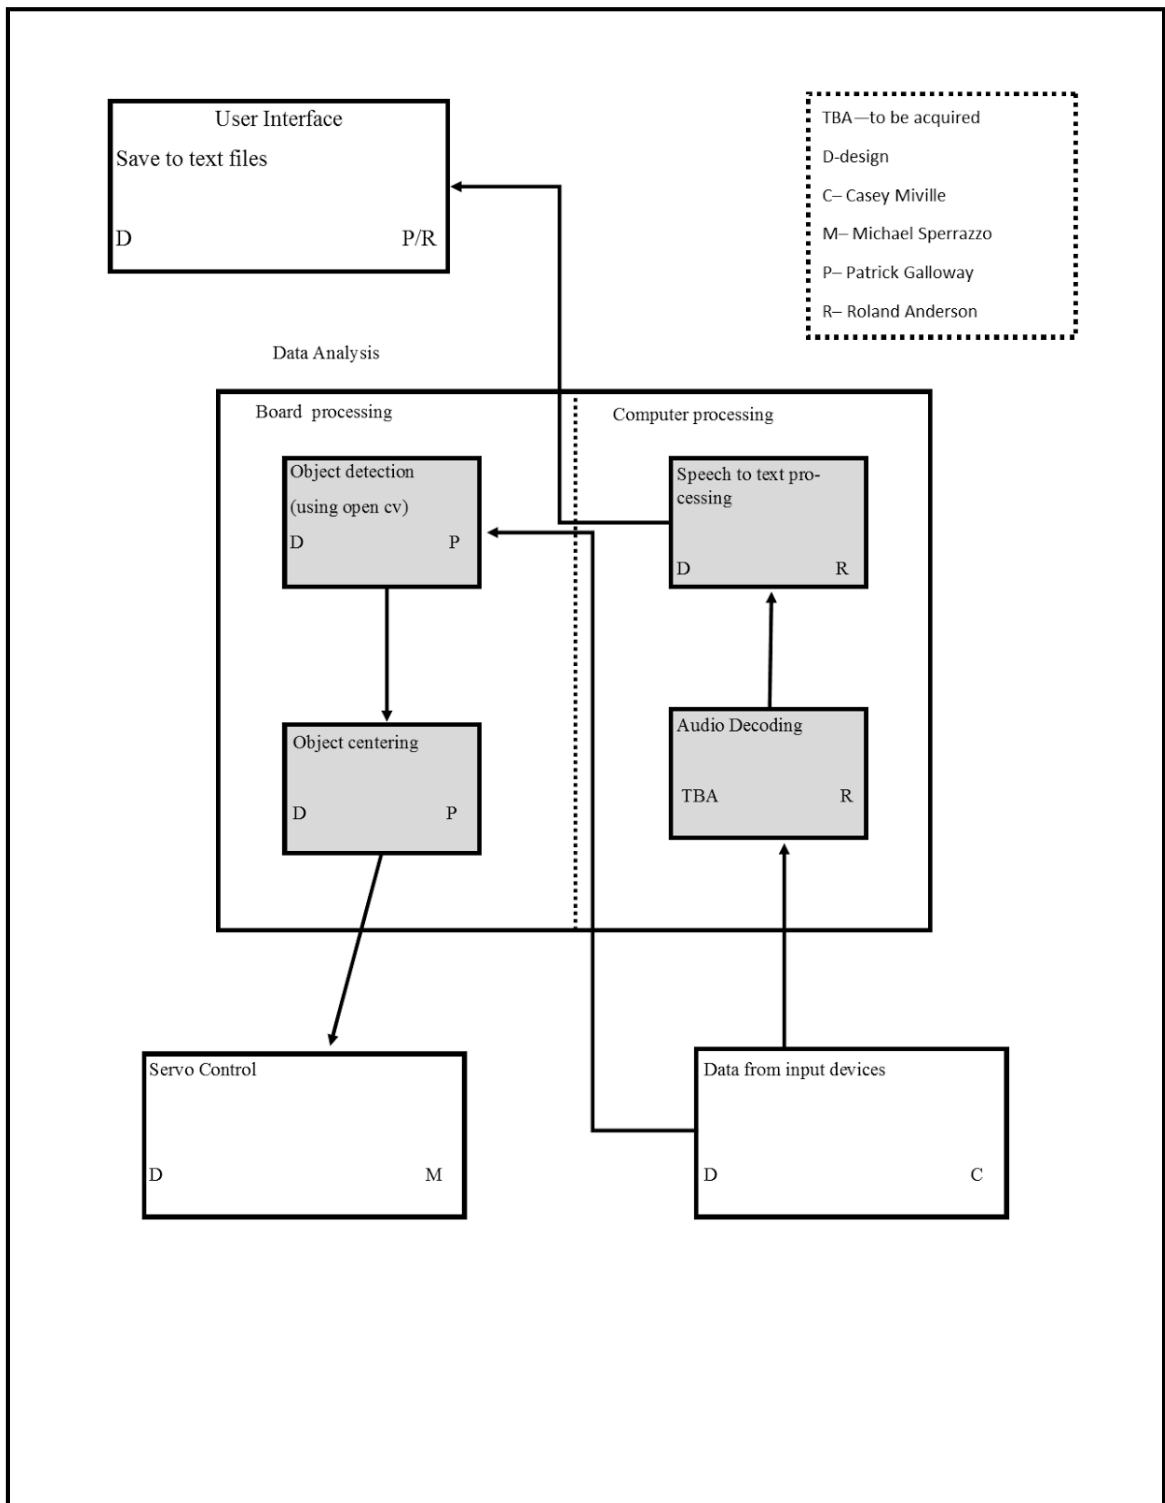 User Interface
Save to text files
D P/R
TBA—to be acquired
D-design
C– Casey Miville
M– Michael Sperrazzo
P– Patrick Galloway
R– Roland Anderson
Data Analysis
Board processing
Computer processing
Object detection
(using open cv)
D P
Speech to text pro-
cessing
D R
Object centering
D P
Audio Decoding
TBA R
Servo Control
D M
Data from input devices
D C